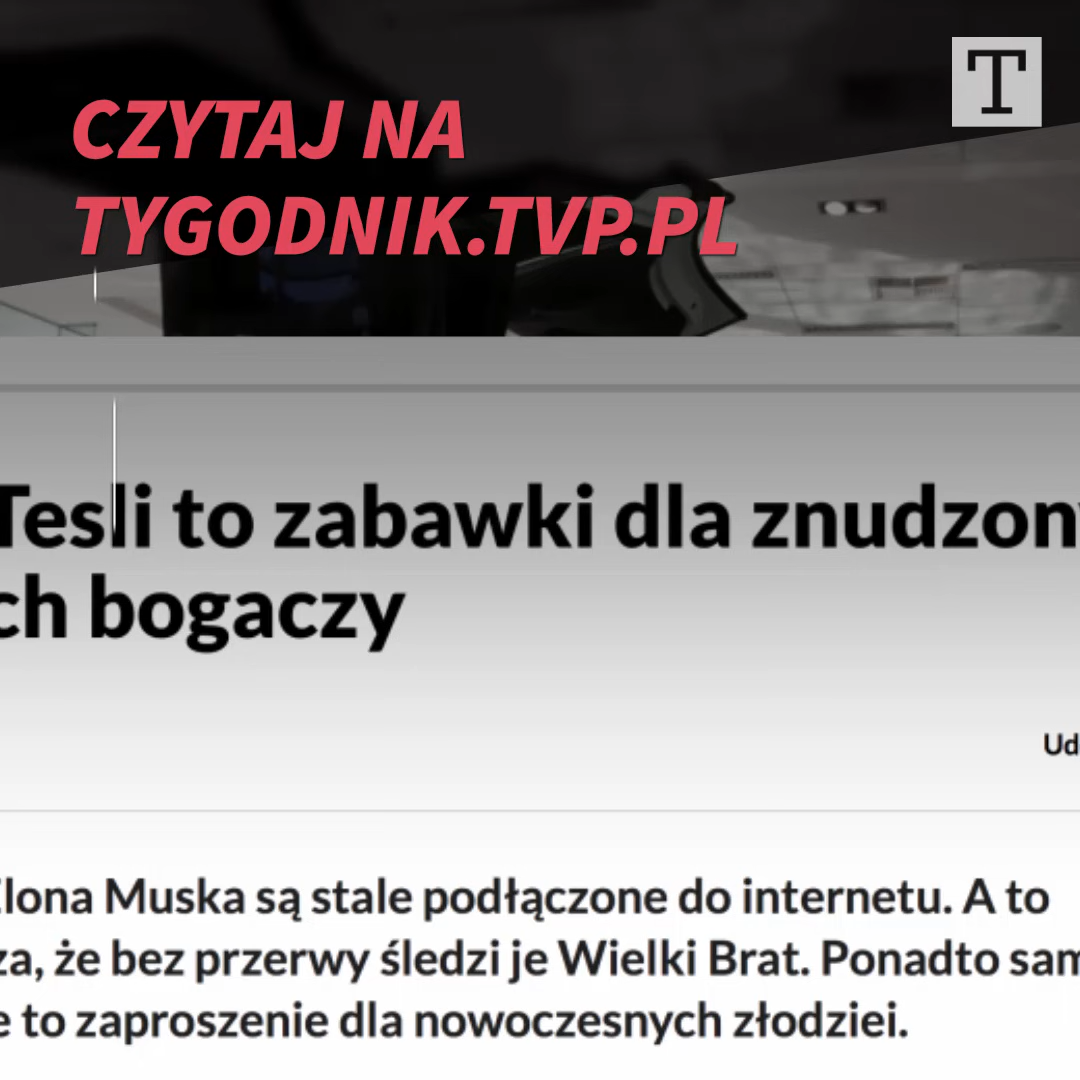 CZYTAJ NA
TYGODNIK.TVP.PL
T
Tesli to zabawki dla znudzon
ch bogaczy
Ud
lona Muska są stale podłączone do internetu. A to
za, że bez przerwy śledzi je Wielki Brat. Ponadto sam
e to zaproszenie dla nowoczesnych złodziei.